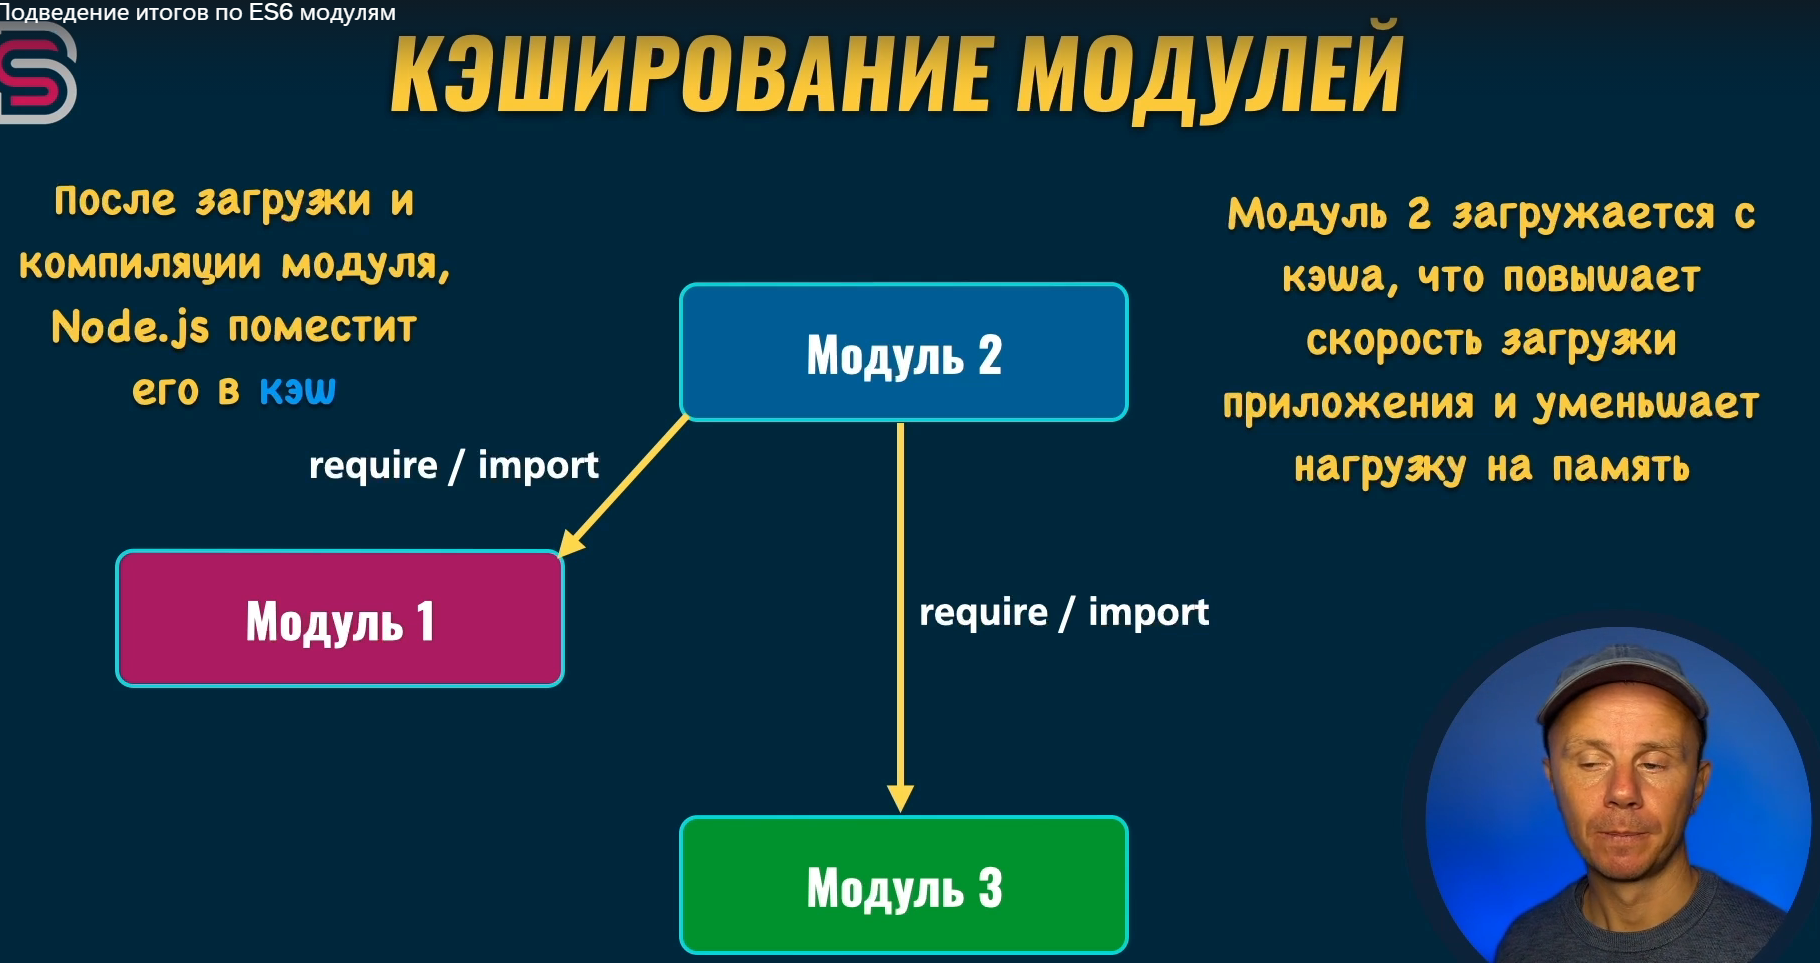 Подведение итогов по ES6 модулям
КЭШИРОВАНИЕ МОДУЛЕЙ
После загрузки и
компиляции модуля,
Node.js поместит
его в кэш
Модуль 2 загружается с
кэша, что повышает
скорость загрузки
приложения и уменьшает
нагрузку на память
Модуль 2
require / import
Модуль 1
require / import
Модуль 3